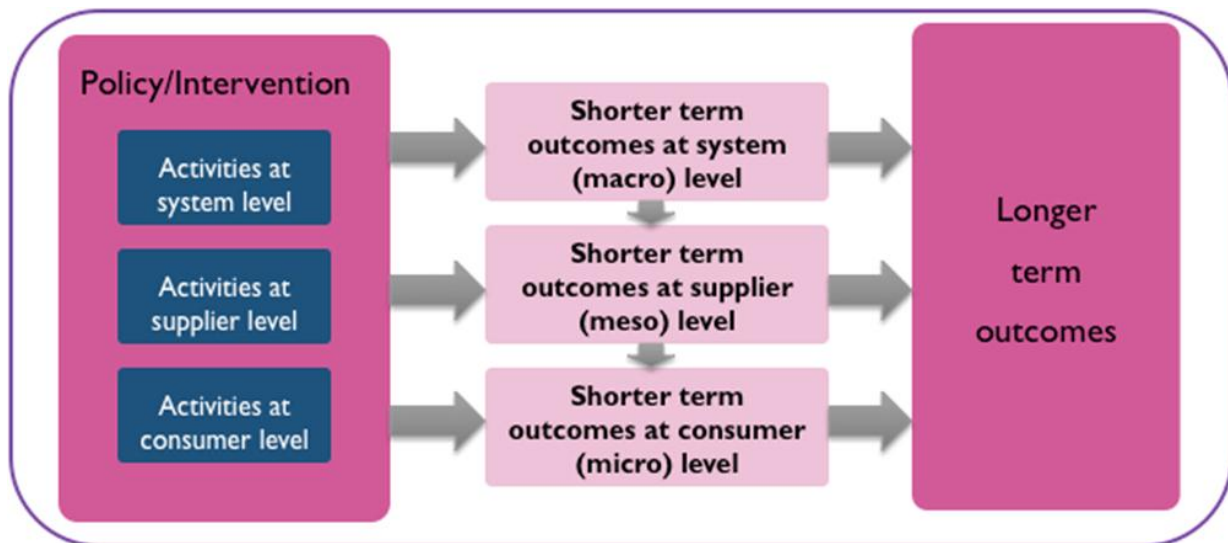 Policy/Intervention
Activities at
system level
Activities at
supplier level
Activities at
consumer level
Shorter term
outcomes at system
(macro) level
Shorter term
outcomes at supplier
(meso) level
Shorter term
outcomes at consumer
(micro) level
Longer
term
outcomes